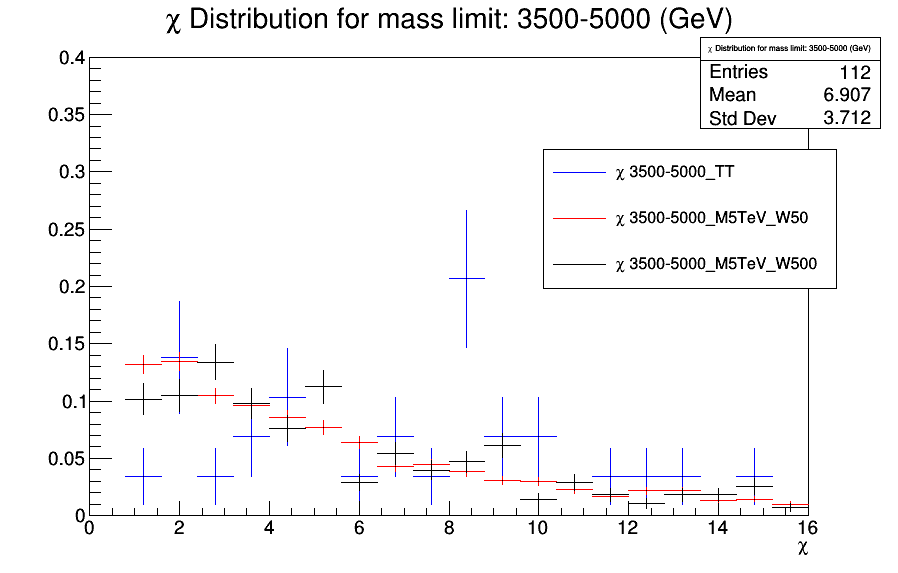 χ Distribution for mass limit: 3500-5000 (GeV)
χ Distribution for mass limit: 3500-5000 (GeV)
Entries 112
Mean 6.907
Std Dev 3.712
χ 3500-5000_TT
χ 3500-5000_M5TeV_W50
χ 3500-5000_M5TeV_W500
0.4
0.35
0.3
0.25
0.2
0.15
0.1
0.05
0
0 2 4 6 8 10 12 14 16
χ